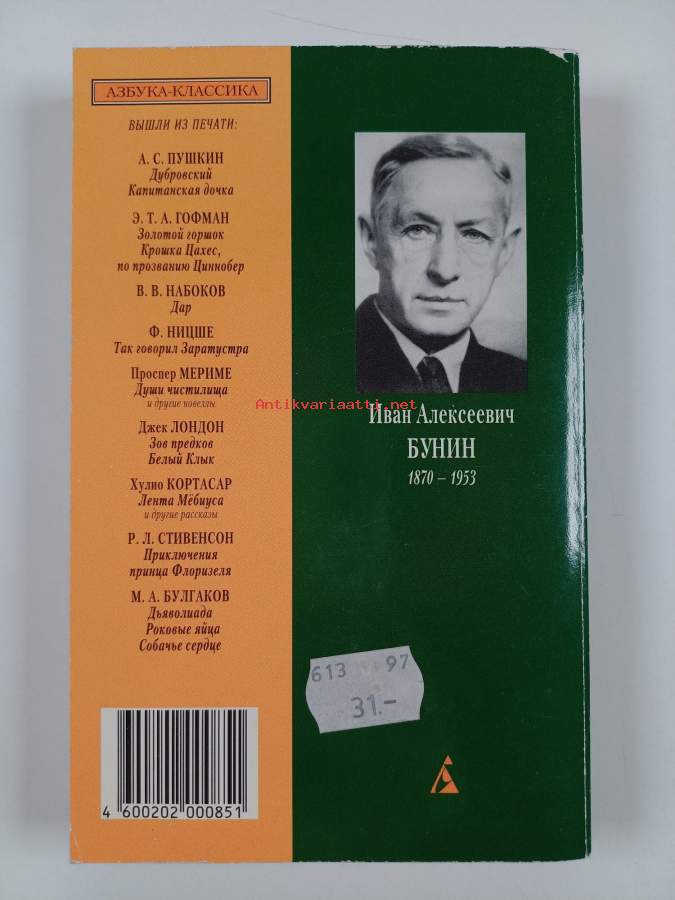 АЗБУКА-КЛАССИКА
ВЫШЛИ ИЗ ПЕЧАТИ:
А. С. ПУШКИН
Дубровский
Капитанская дочка
Э. Т. А. ГОФМАН
Золотой горшок
Крошка Цахес,
по прозванию Циннобер
В. В. НАБОКОВ
Дар
Ф. НИЦШЕ
Так говорил Заратустра
Проспер МЕРИМЕ
Души чистилища
и другие новеллы
Джек ЛОНДОН
Зов предков
Белый Клык
Хулио КОРТАСАР
Лента Мёбиуса
и другие рассказы
Р. Л. СТИВЕНСОН
Приключения
принца Флоризеля
М. А. БУЛГАКОВ
Дьяволиада
Роковые яйца
Собачье сердце
4 600202 000851
Antikvariaatti.net
Иван Алексеевич
БУНИН
1870 – 1953
613 97
31.-